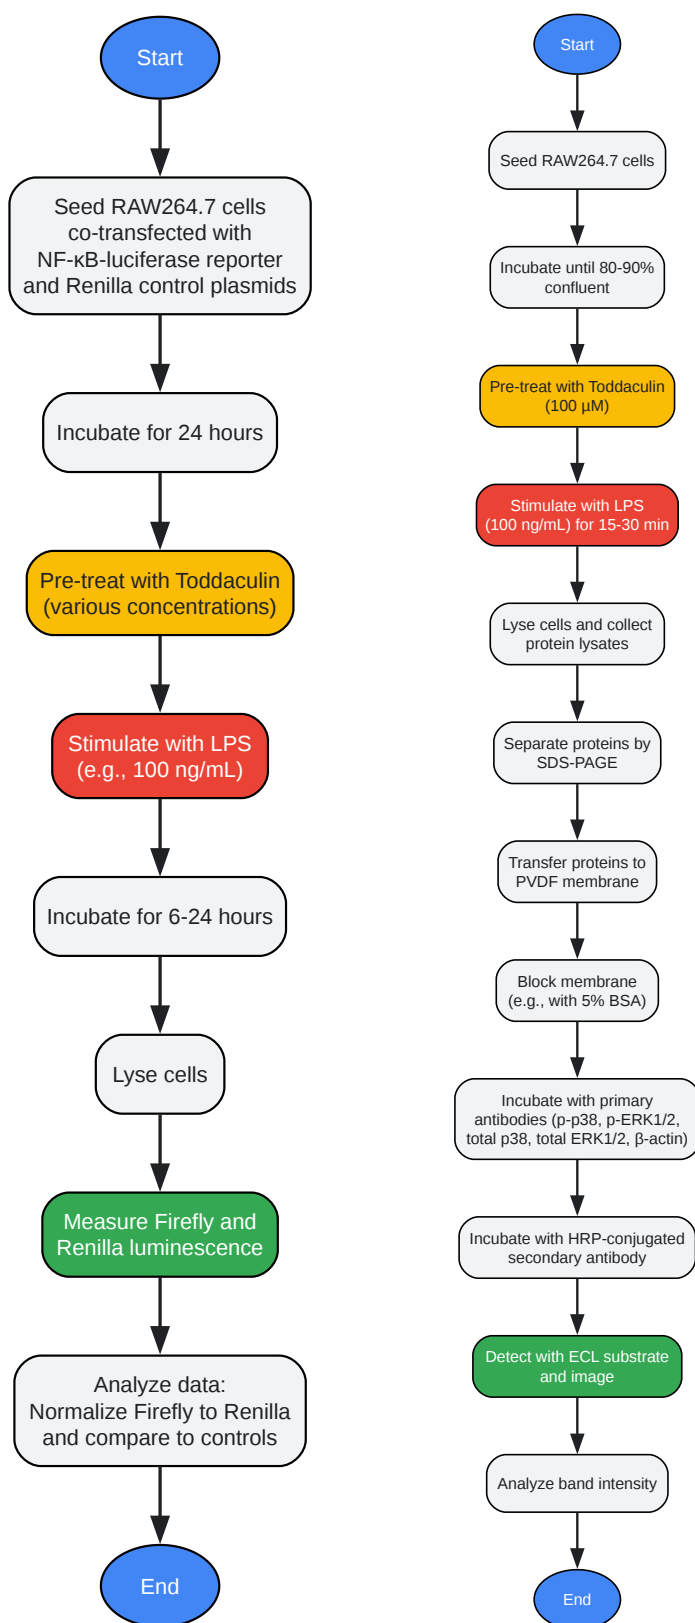 Start
Seed RAW264.7 cells
co-transfected with
NF-κB-luciferase reporter
and Renilla control plasmids
Incubate for 24 hours
Pre-treat with Toddaculin
(various concentrations)
Stimulate with LPS
(e.g., 100 ng/mL)
Incubate for 6-24 hours
Lyse cells
Measure Firefly and
Renilla luminescence
Analyze data:
Normalize Firefly to Renilla
and compare to controls
End
Start
Seed RAW264.7 cells
Incubate until 80-90%
confluent
Pre-treat with Toddaculin
(100 µM)
Stimulate with LPS
(100 ng/mL) for 15-30 min
Lyse cells and collect
protein lysates
Separate proteins by
SDS-PAGE
Transfer proteins to
PVDF membrane
Block membrane
(e.g., with 5% BSA)
Incubate with primary
antibodies (p-p38, p-ERK1/2,
total p38, total ERK1/2, β-actin)
Incubate with HRP-conjugated
secondary antibody
Detect with ECL substrate
and image
Analyze band intensity
End